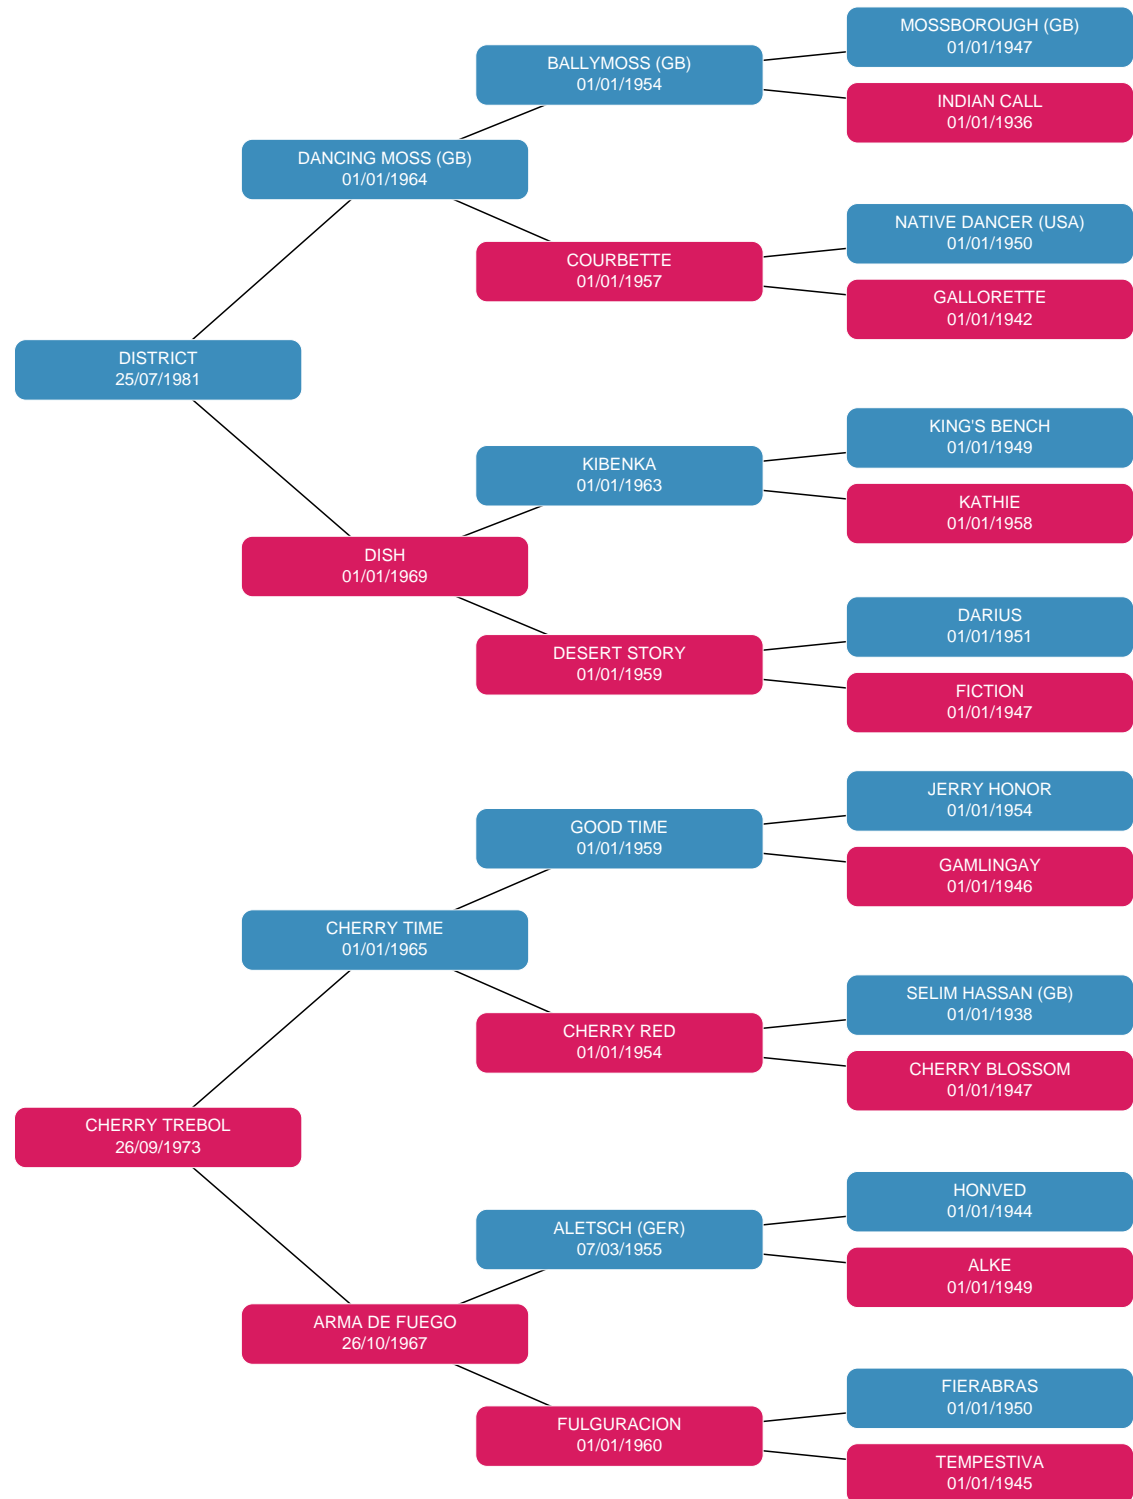 MOSSBOROUGH (GB)
01/01/1947
BALLYMOSS (GB)
01/01/1954
INDIAN CALL
01/01/1936
DANCING MOSS (GB)
01/01/1964
NATIVE DANCER (USA)
01/01/1950
COURBETTE
01/01/1957
GALLORETTE
01/01/1942
DISTRICT
25/07/1981
KING'S BENCH
01/01/1949
KIBENKA
01/01/1963
KATHIE
01/01/1958
DISH
01/01/1969
DARIUS
01/01/1951
DESERT STORY
01/01/1959
FICTION
01/01/1947
JERRY HONOR
01/01/1954
GOOD TIME
01/01/1959
GAMLINGAY
01/01/1946
CHERRY TIME
01/01/1965
SELIM HASSAN (GB)
01/01/1938
CHERRY RED
01/01/1954
CHERRY BLOSSOM
01/01/1947
CHERRY TREBOL
26/09/1973
HONVED
01/01/1944
ALETSCH (GER)
07/03/1955
ALKE
01/01/1949
ARMA DE FUEGO
26/10/1967
FIERABRAS
01/01/1950
FULGURACION
01/01/1960
TEMPESTIVA
01/01/1945